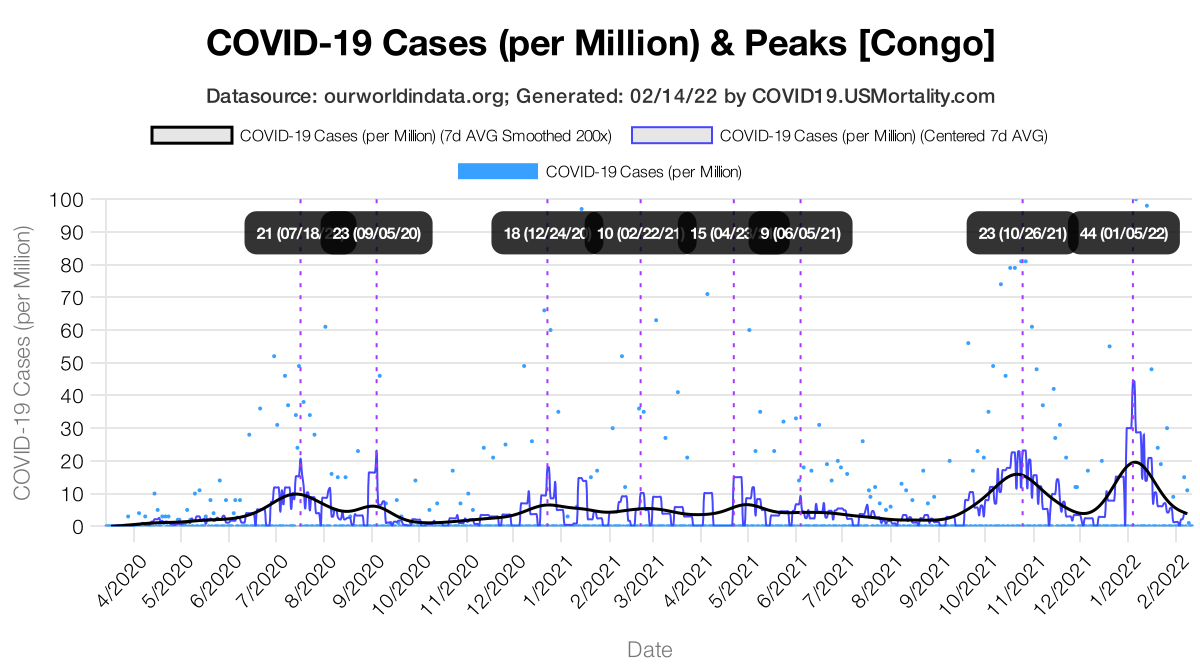 COVID-19 Cases (per Million) & Peaks [Congo]
Datasource: ourworldindata.org; Generated: 02/14/22 by COVID19.USMortality.com
COVID-19 Cases (per Million) (7d AVG Smoothed 200x) COVID-19 Cases (per Million) (Centered 7d AVG)
COVID-19 Cases (per Million)
COVID-19 Cases (per Million)
100
90
80
70
60
50
40
30
20
10
0
21 (07/18/ 23 (09/05/20) 18 (12/24/20) 10 (02/22/21) 15 (04/23/ 9 (06/05/21) 23 (10/26/21) 44 (01/05/22)
4/2020 5/2020 6/2020 7/2020 8/2020 9/2020 10/2020 11/2020 12/2020 1/2021 2/2021 3/2021 4/2021 5/2021 6/2021 7/2021 8/2021 9/2021 10/2021 11/2021 12/2021 1/2022 2/2022
Date